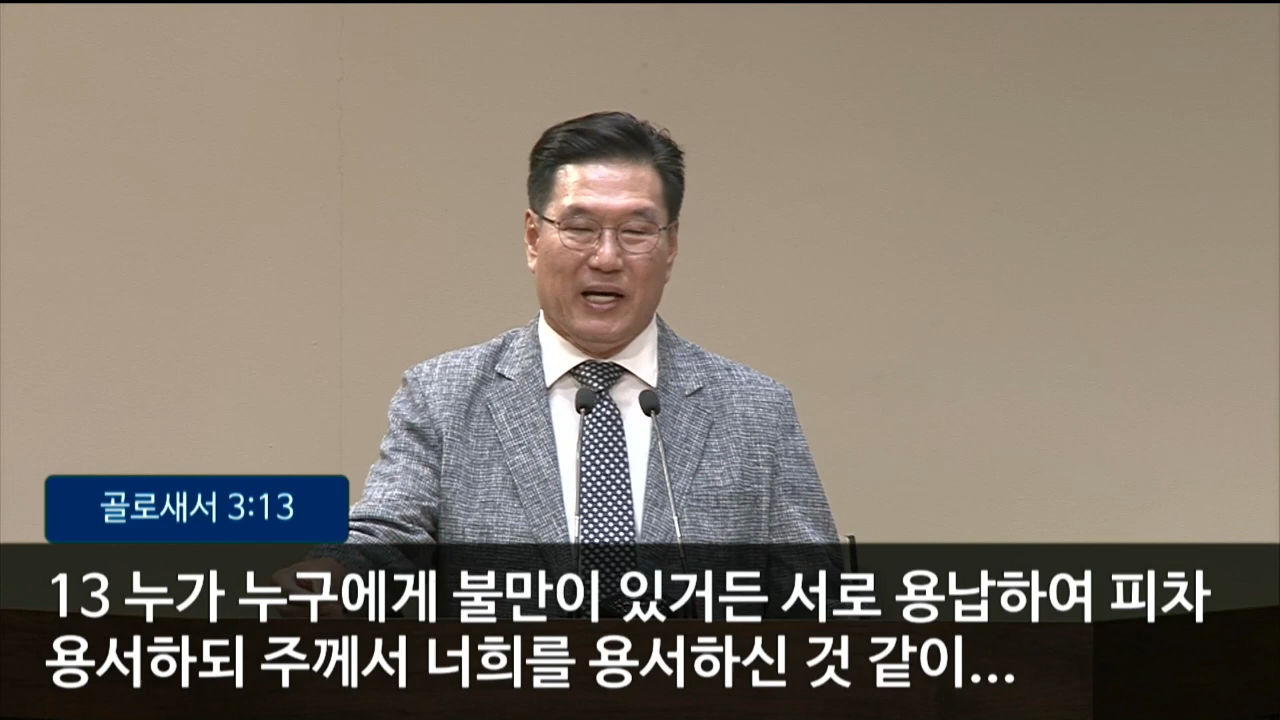 골로새서 3:13
13 누가 누구에게 불만이 있거든 서로 용납하여 피차
용서하되 주께서 너희를 용서하신 것 같이...